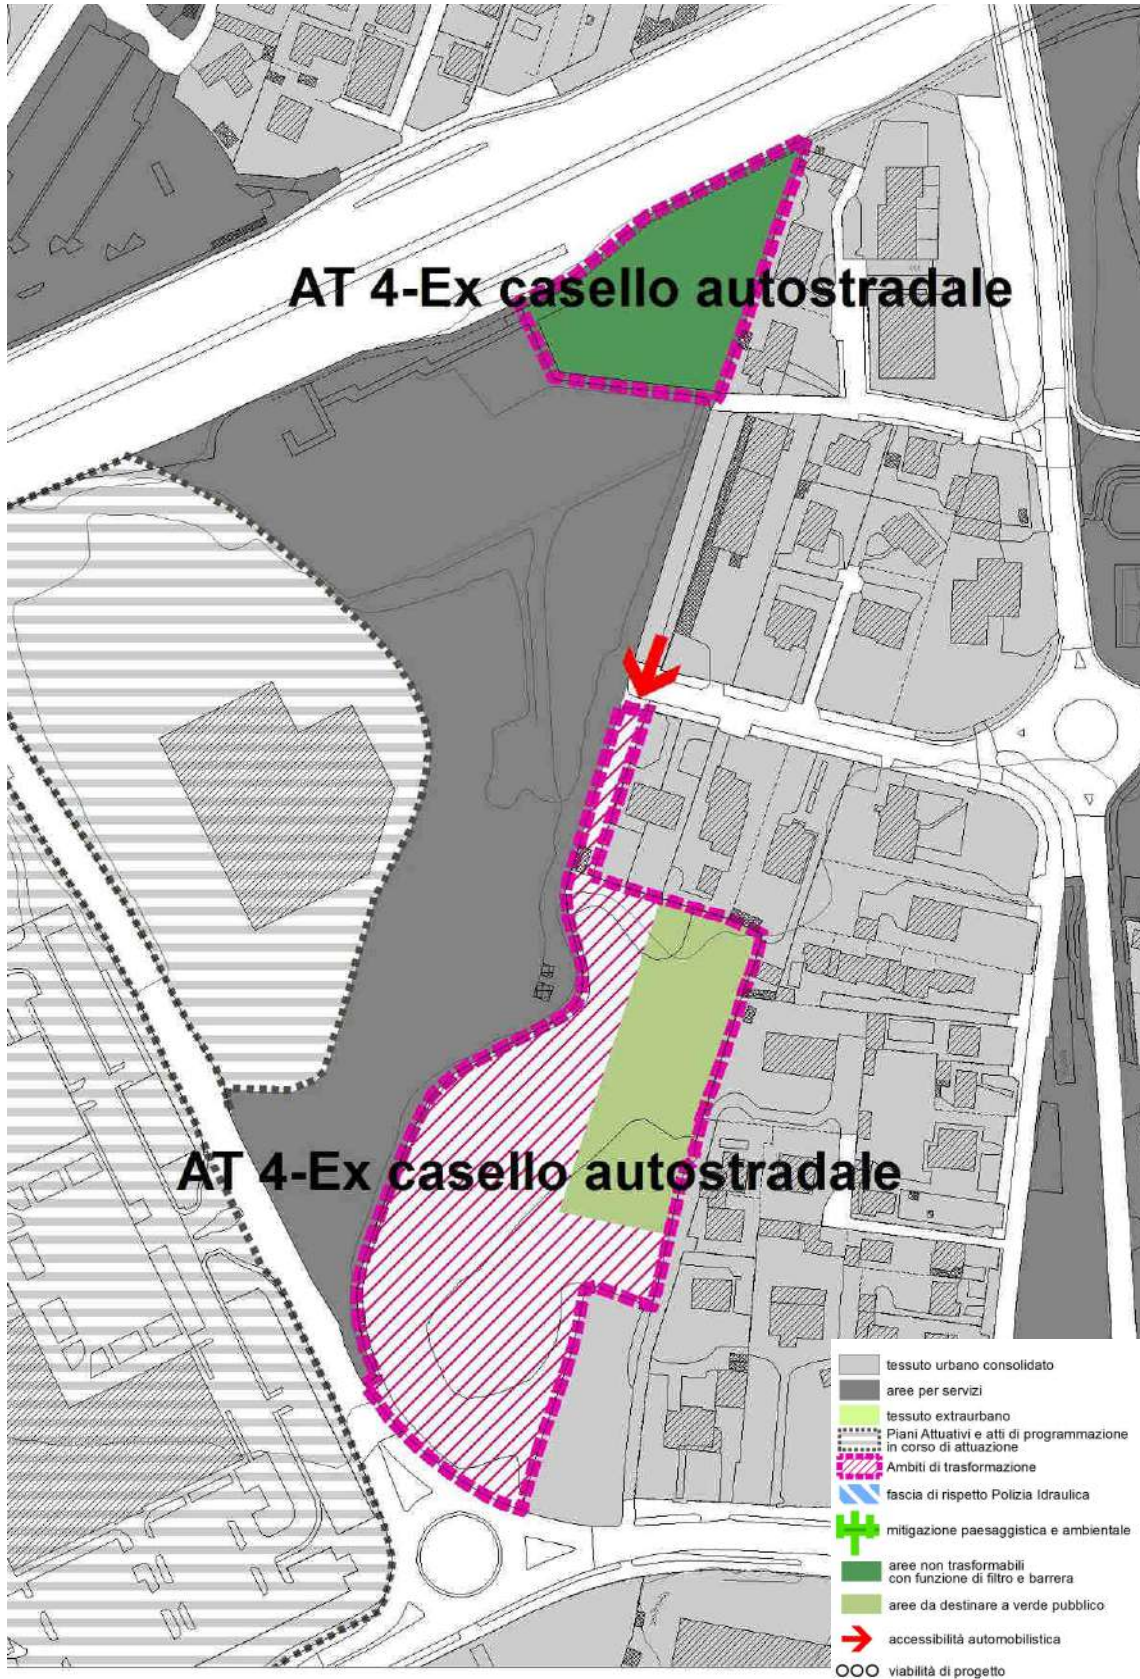 AT 4-Ex casello autostradale
AT 4-Ex casello autostradale
tessuto urbano consolidato
aree per servizi
tessuto extraurbano
Piani Attuativi e atti di programmazione
in corso di attuazione
Ambiti di trasformazione
fascia di rispetto Polizia Idraulica
mitigazione paesaggistica e ambientale
aree non trasformabili
con funzione di filtro e barrera
aree da destinare a verde pubblico
accessibilità automobilistica
viabilità di progetto